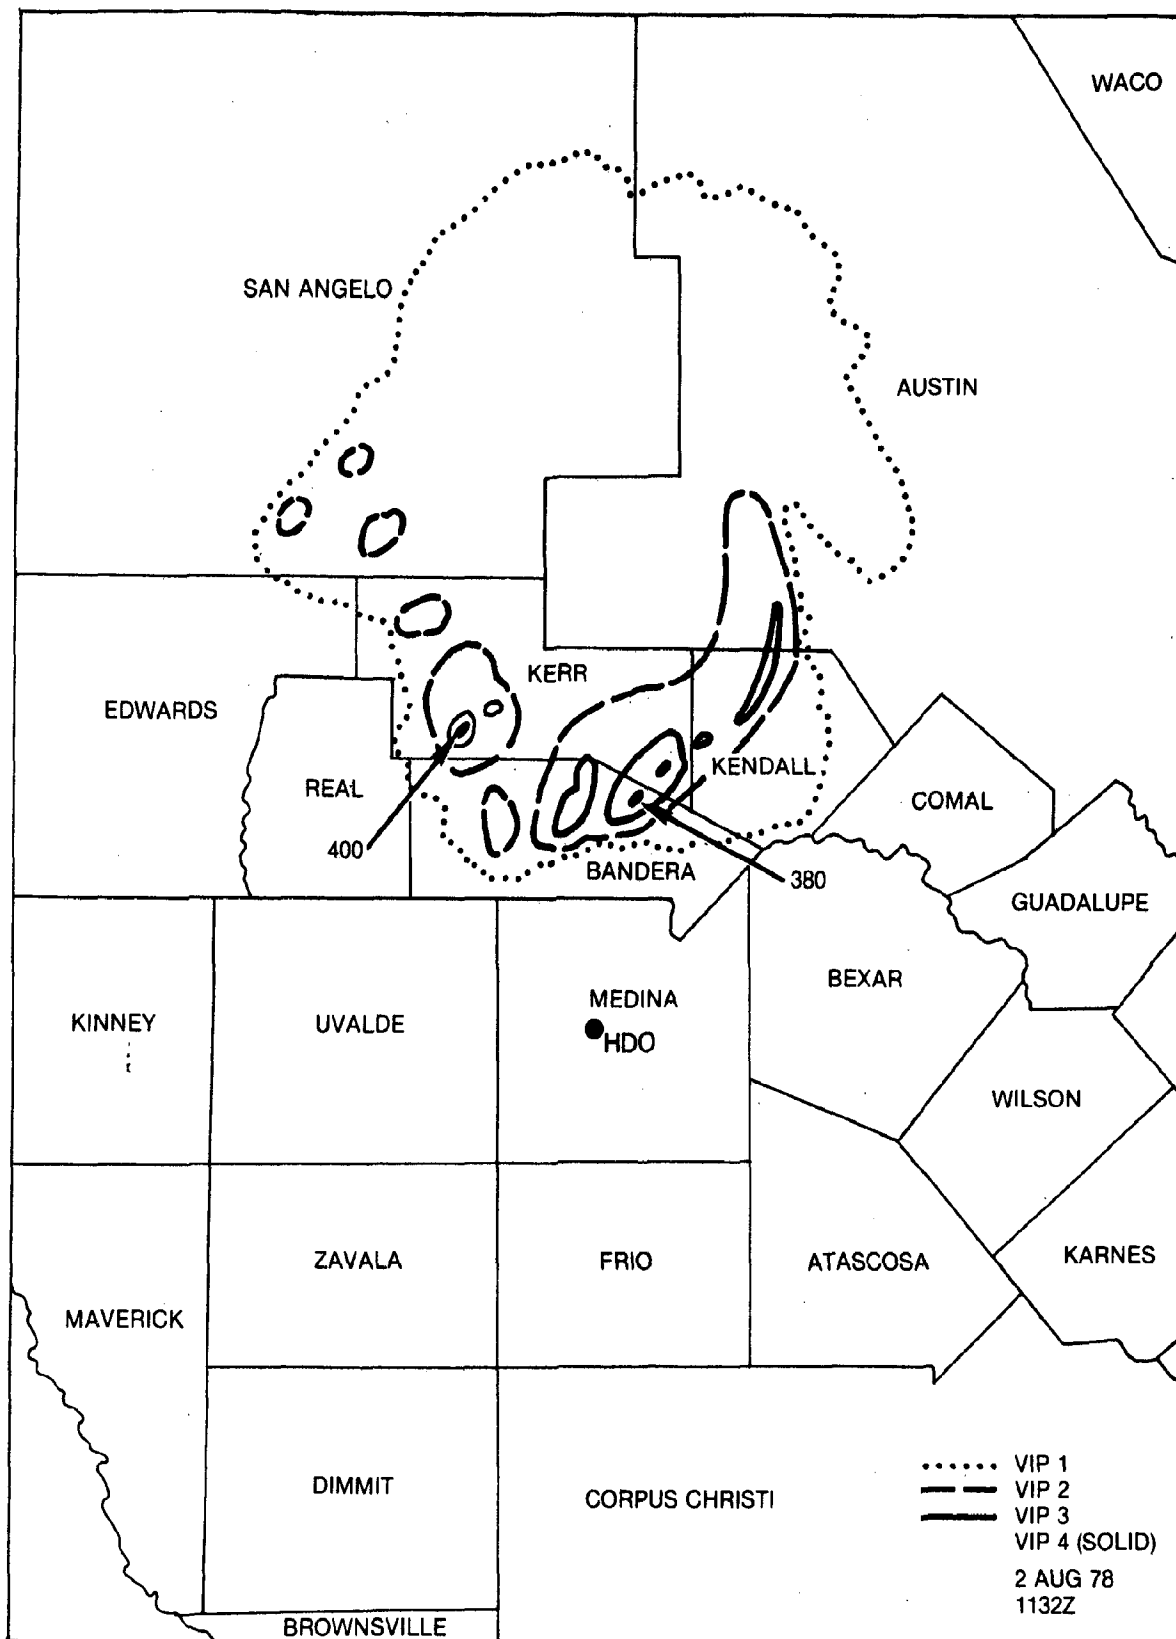 WACO
SAN ANGELO
AUSTIN
KERR
EDWARDS
REAL
KENDALL
COMAL
400
BANDERA
380
GUADALUPE
BEXAR
MEDINA
KINNEY
UVALDE
HDO
WILSON
ZAVALA
FRIO
ATASCOSA
KARNES
MAVERICK
DIMMIT
CORPUS CHRISTI
VIP 1
VIP 2
VIP 3
VIP 4 (SOLID)
2 AUG 78
1132Z
BROWNSVILLE